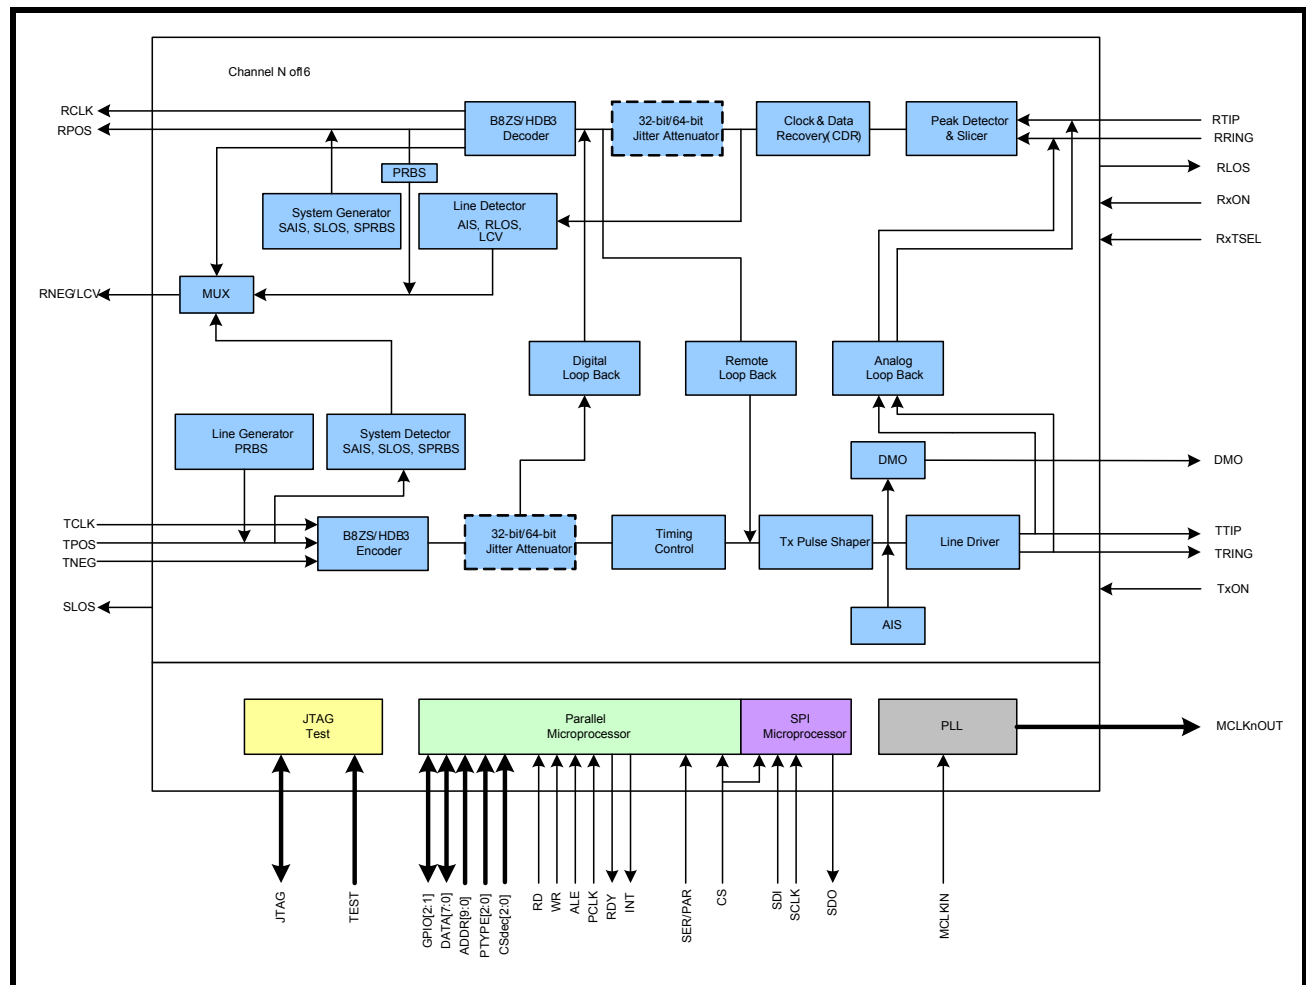 Channel N of16
RCLK
RPOS
B8ZS/HDB3
Decoder
32-bit/64-bit
Jitter Attenuator
Clock & Data
Recovery(CDR)
Peak Detector
& Slicer
RTIP
RRING
RLOS
RxON
RxTSEL
PRBS
System Generator
SAIS, SLOS, SPRBS
Line Detector
AIS, RLOS,
LCV
RNEG/LCV
MUX
Digital
Loop Back
Remote
Loop Back
Analog
Loop Back
Line Generator
PRBS
System Detector
SAIS, SLOS, SPRBS
DMO
DMO
TCLK
TPOS
TNEG
B8ZS/HDB3
Encoder
32-bit/64-bit
Jitter Attenuator
Timing
Control
Tx Pulse Shaper
Line Driver
TTIP
TRING
TxON
SLOS
AIS
JTAG
Test
Parallel
Microprocessor
SPI
Microprocessor
PLL
MCLKnOUT
JTAG
TEST
GPIO[2:1]
DATA[7:0]
ADDR[9:0]
PTYPE[2:0]
CSdec[2:0]
RD
WR
ALE
PCLK
RDY
INT
SER/PAR
CS
SDI
SCLK
SDO
MCLKIN